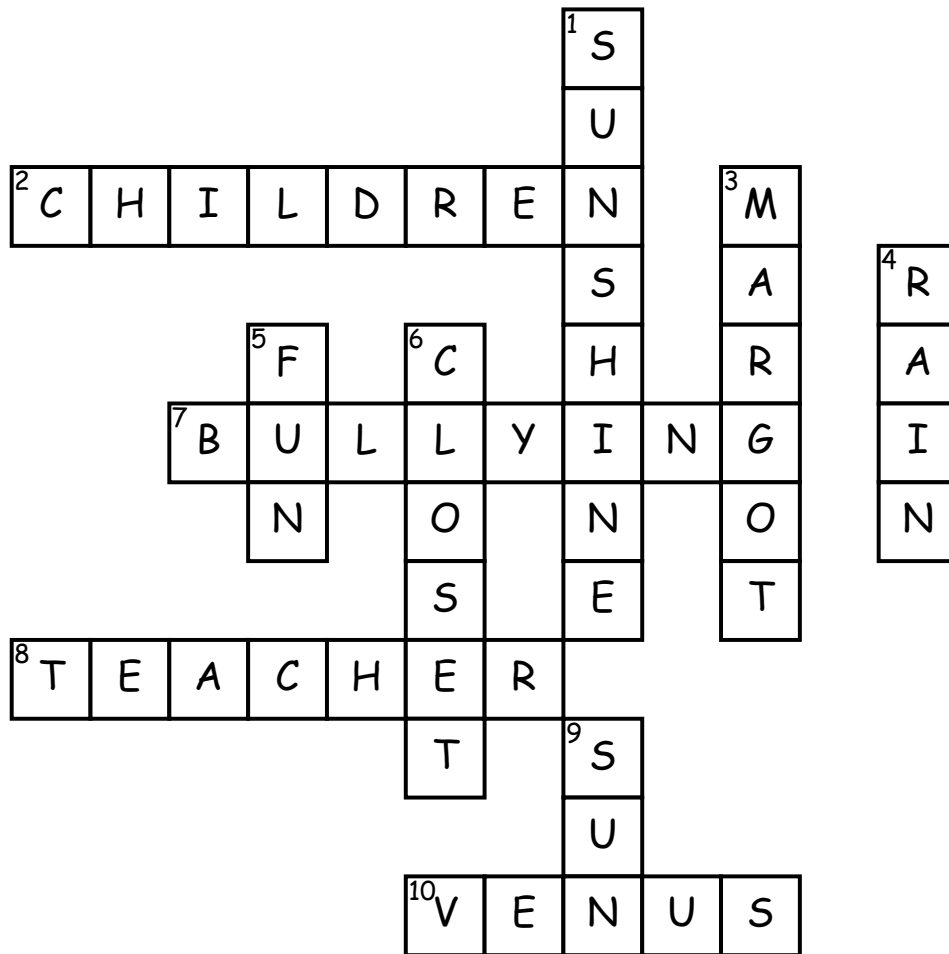 1 S
U
2 C H I L D R E N 3 M
S A 4 R
5 F 6 C H R A
7 B U L L Y I N G I
N O N O N
S E T
8 T E A C H E R
T 9 S
U
10 V E N U S